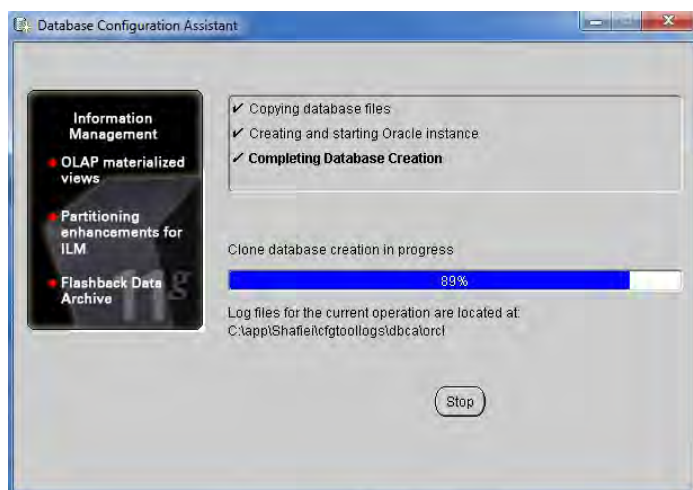 Database Configuration Assistant
Information
Management
OLAP materialized
views
Partitioning
enhancements for
ILM
Flashback Data
Archive
11g
Copying database files
Creating and starting Oracle instance
Completing Database Creation
Clone database creation in progress
89%
Log files for the current operation are located at:
C:\app\Shafiei\cfgtoollogs\dbca\orcl
Stop